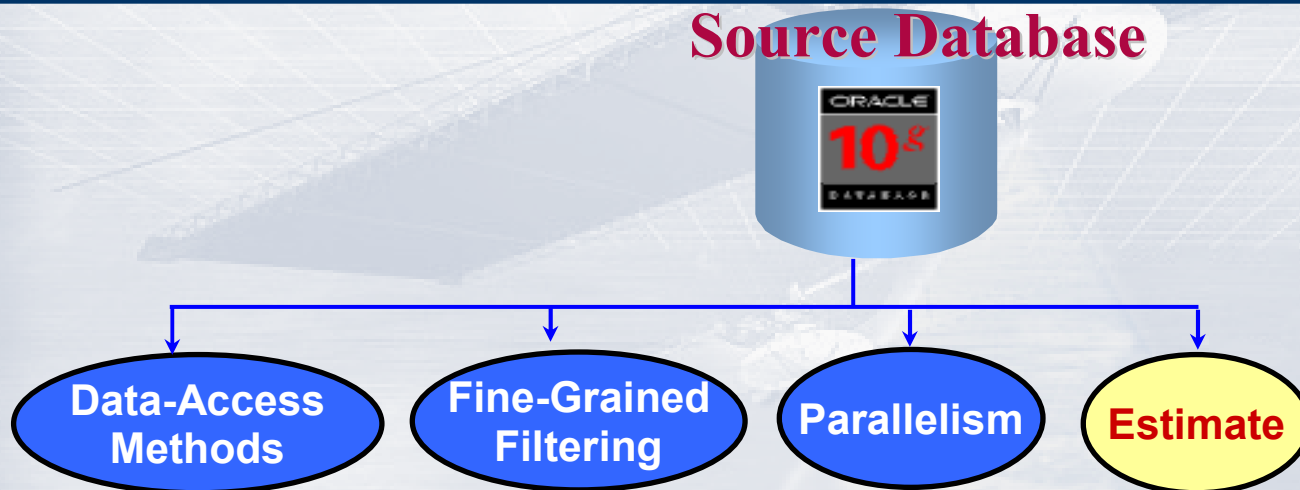 Source Database
ORACLE
10g
DATABASE
Data-Access
Methods
Fine-Grained
Filtering
Parallelism
Estimate